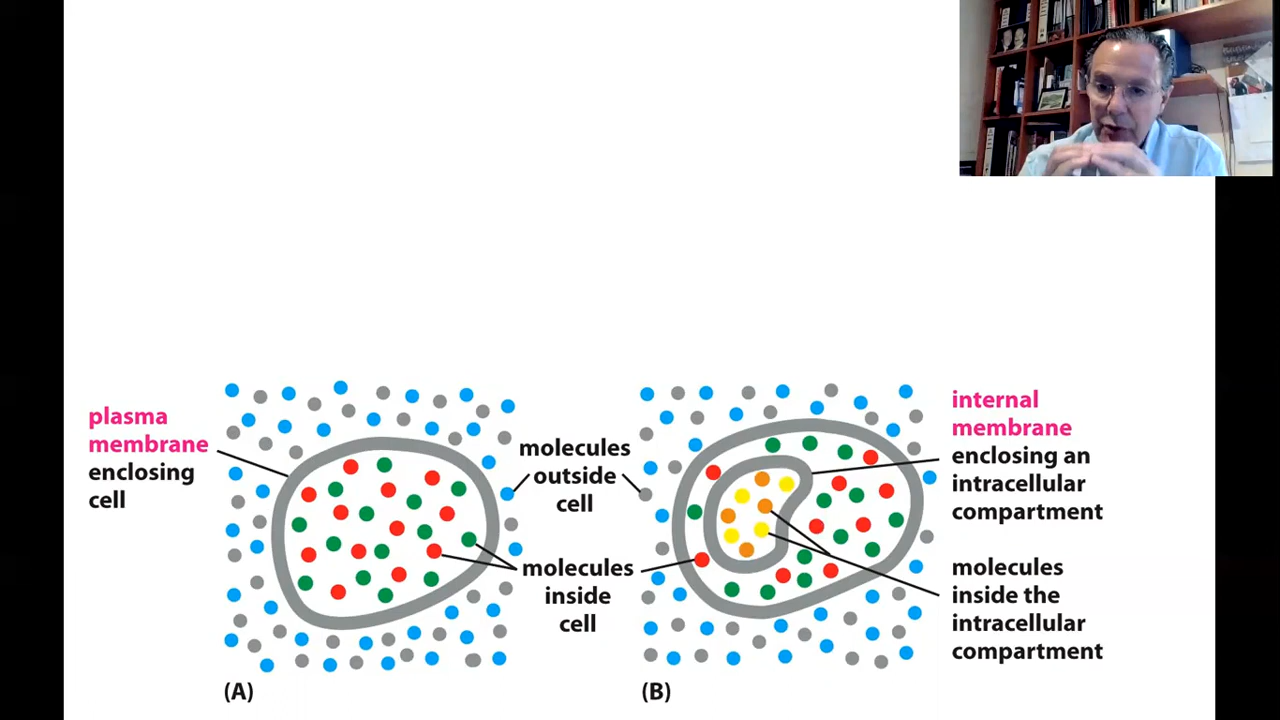 plasma
membrane
enclosing
cell
molecules
outside
cell
molecules
inside
cell
internal
membrane
enclosing an
intracellular
compartment
molecules
inside the
intracellular
compartment
(A)
(B)